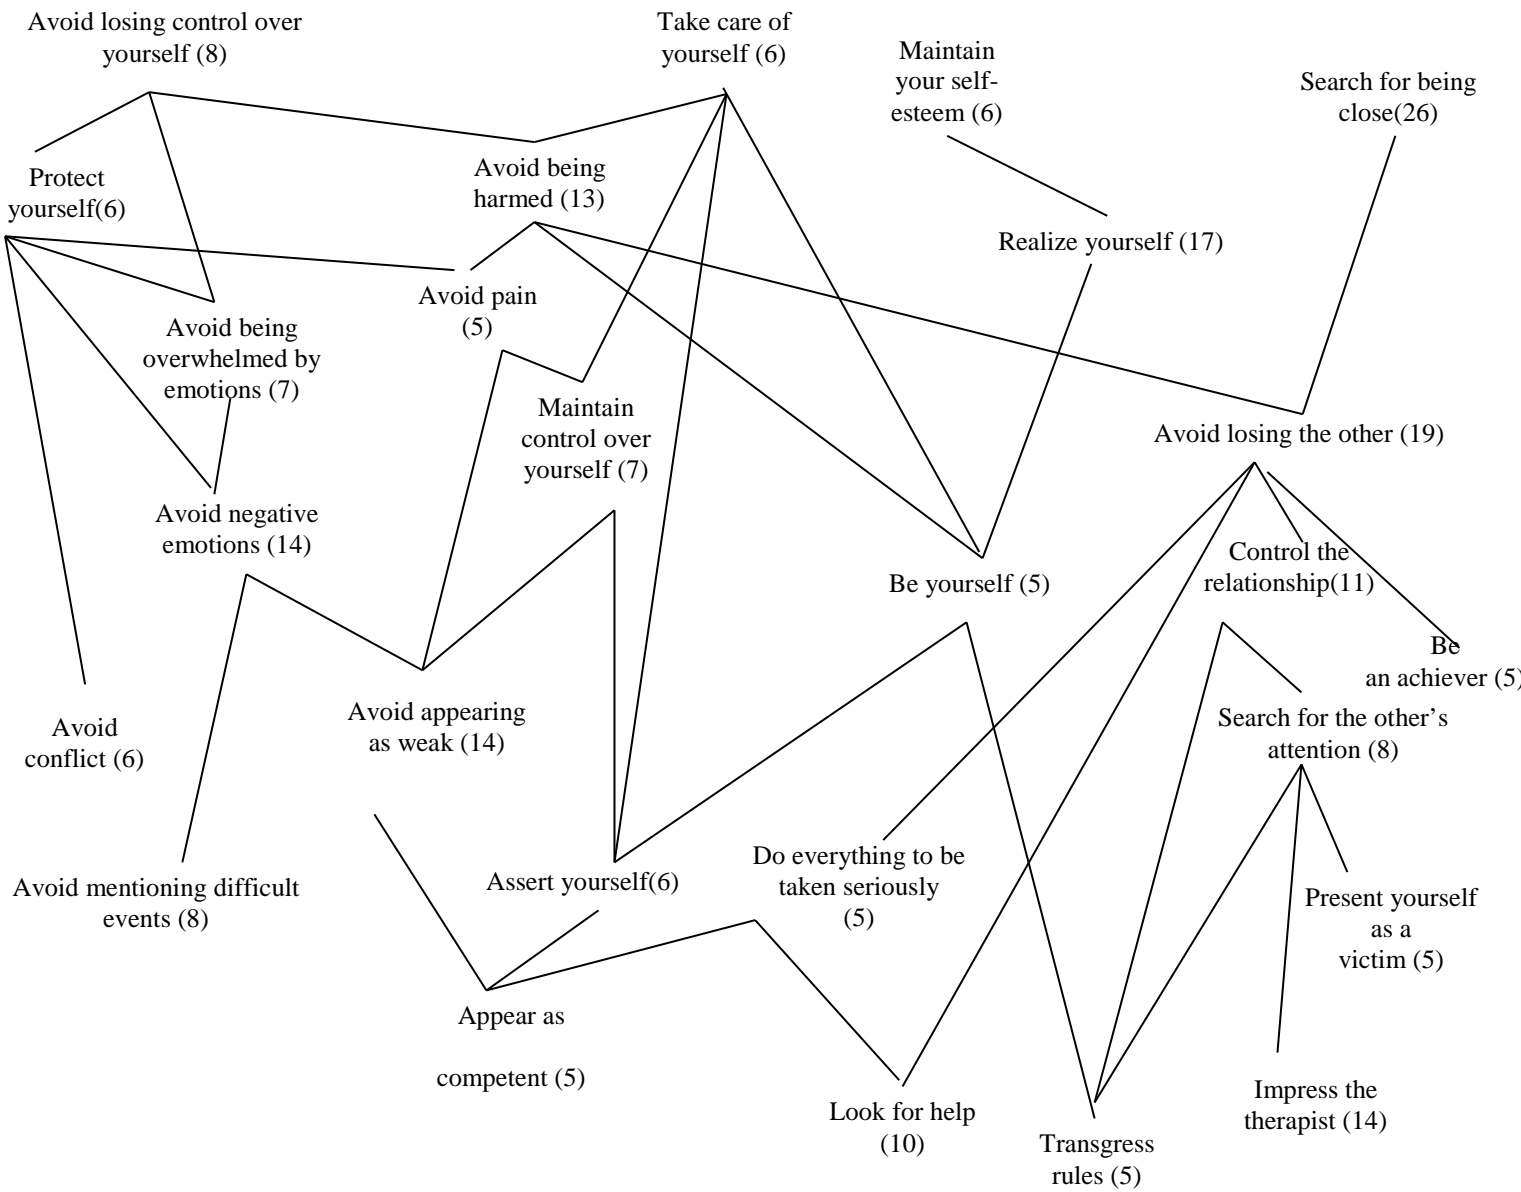 Avoid losing control over
yourself (8)
Take care of
yourself (6)
Maintain
your self-
esteem (6)
Search for being
close(26)
Protect
yourself(6)
Avoid being
harmed (13)
Realize yourself (17)
Avoid pain
(5)
Avoid being
overwhelmed by
emotions (7)
Maintain
control over
yourself (7)
Avoid losing the other (19)
Avoid negative
emotions (14)
Be yourself (5)
Control the
relationship(11)
Be
an achiever (5)
Avoid
conflict (6)
Avoid appearing
as weak (14)
Search for the other’s
attention (8)
Avoid mentioning difficult
events (8)
Assert yourself(6)
Do everything to be
taken seriously
(5)
Present yourself
as a
victim (5)
Appear as
competent (5)
Look for help
(10)
Transgress
rules (5)
Impress the
therapist (14)